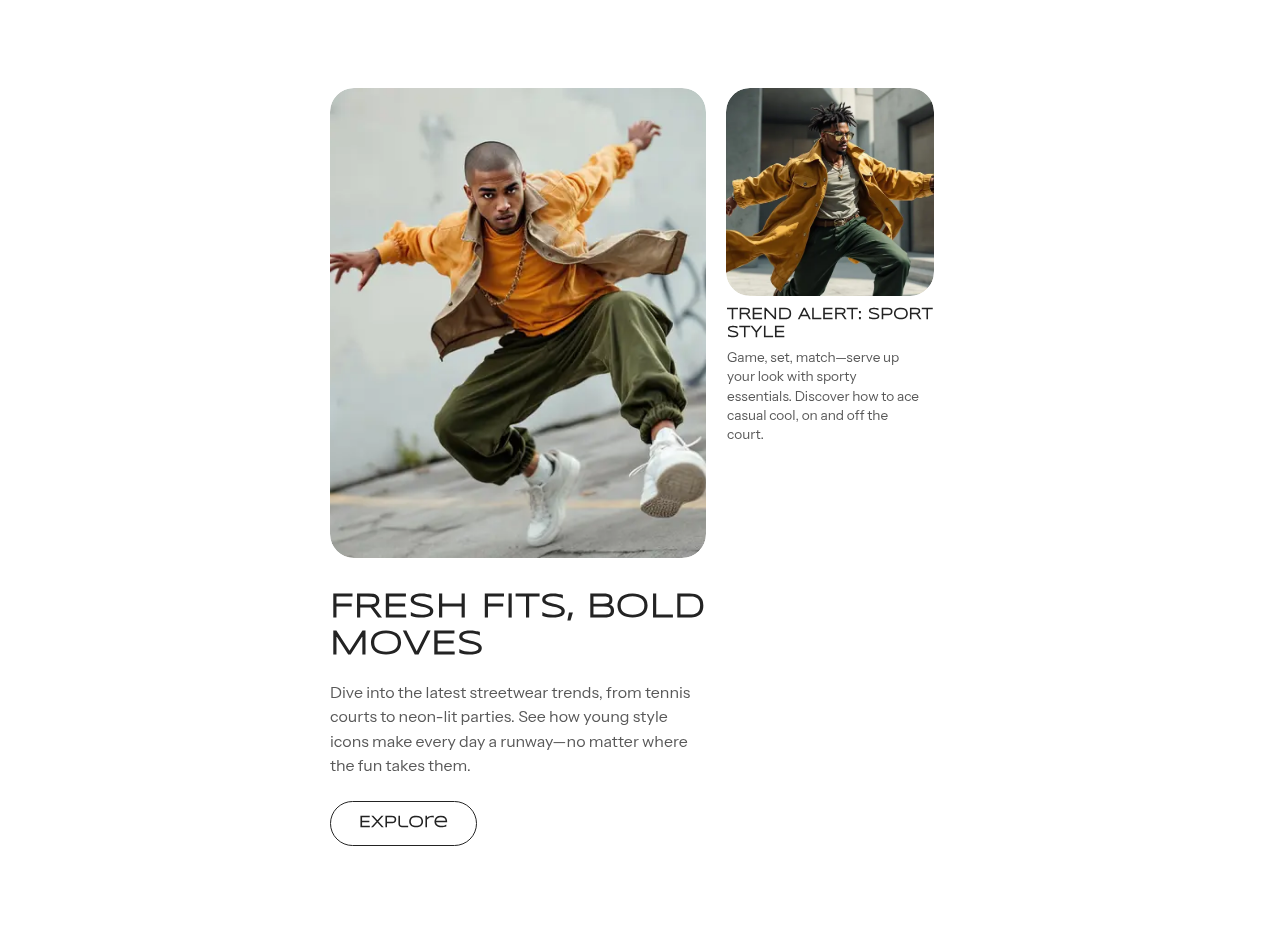 FRESH FITS, BOLD
MOVES
Dive into the latest streetwear trends, from tennis
courts to neon-lit parties. See how young style
icons make every day a runway—no matter where
the fun takes them.
Explore
TREND ALERT: SPORT
STYLE
Game, set, match—serve up
your look with sporty
essentials. Discover how to ace
casual cool, on and off the
court.